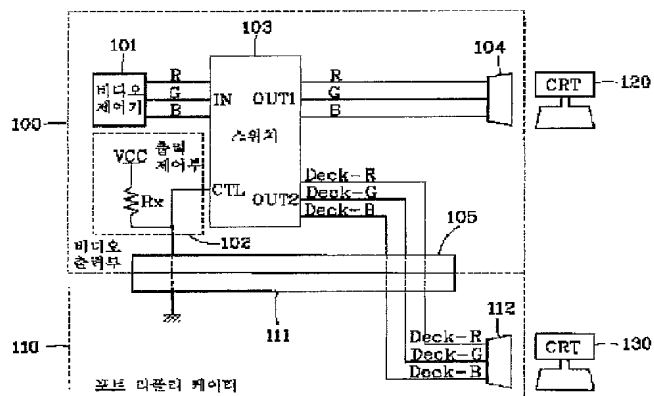 103
101
104
비디오
제어기
R
G
B
IN
OUT1
R
G
B
CRT
120
100
스위치
VCC
출력
제어부
Rx
CTL
OUT2
Deck-R
Deck-G
Deck-B
102
비디오
출력부
105
111
112
110
Deck-R
Deck-G
Deck-B
CRT
130
포트 리플리케이터